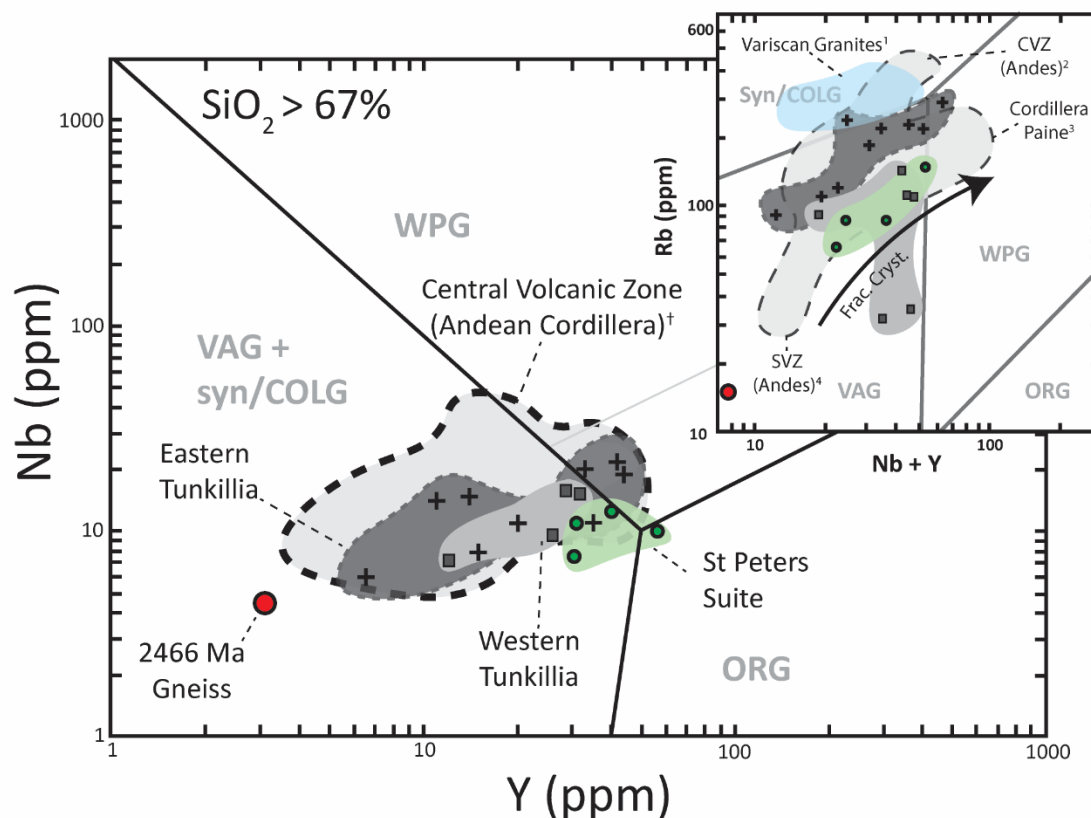 SiO₂ > 67%
WPG
Central Volcanic Zone
(Andean Cordillera)†
VAG +
syn/COLG
Eastern
Tunkillia
2466 Ma
Gneiss
Western
Tunkillia
St Peters
Suite
ORG
Nb (ppm)
1000
100
10
1
1
10
100
1000
Y (ppm)
600
100
10
Rb (ppm)
Variscan Granites¹
CVZ
(Andes)²
Syn/COLG
Cordillera
Paine³
WPG
Frac. Cryst.
SVZ
(Andes)⁴
VAG
ORG
10
100
Nb + Y